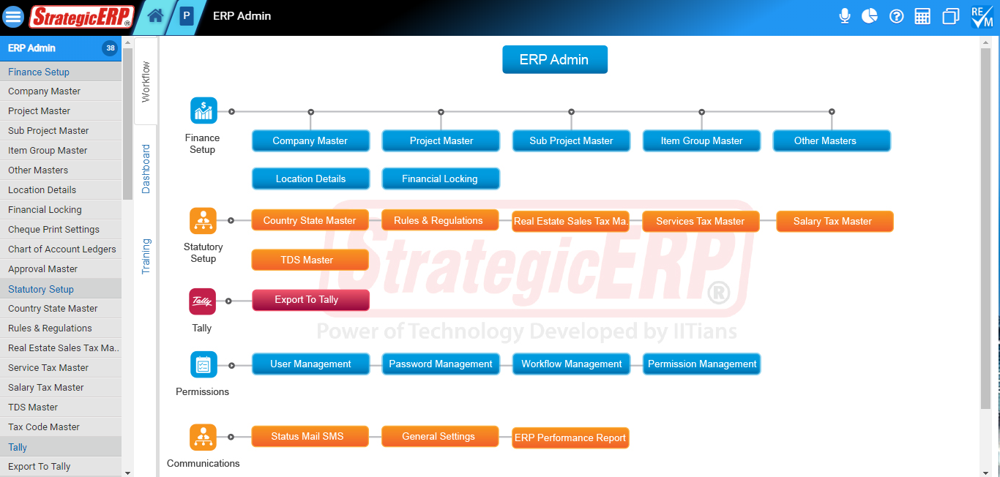 StrategicERP®
P
ERP Admin
RE
M
ERP Admin 38
Finance Setup
Company Master
Project Master
Sub Project Master
Item Group Master
Other Masters
Location Details
Financial Locking
Cheque Print Settings
Chart of Account Ledgers
Approval Master
Statutory Setup
Country State Master
Rules & Regulations
Real Estate Sales Tax Ma..
Service Tax Master
Salary Tax Master
TDS Master
Tax Code Master
Tally
Export To Tally
Workflow
Dashboard
Training
ERP Admin
$
Finance
Setup
Company Master
Project Master
Sub Project Master
Item Group Master
Other Masters
Location Details
Financial Locking
Statutory
Setup
Country State Master
Rules & Regulations
Real Estate Sales Tax Ma.
Services Tax Master
Salary Tax Master
TDS Master
StrategicERP®
Power of Technology Developed by IITians
Tally
Tally
Export To Tally
Permissions
User Management
Password Management
Workflow Management
Permission Management
Communications
Status Mail SMS
General Settings
ERP Performance Report